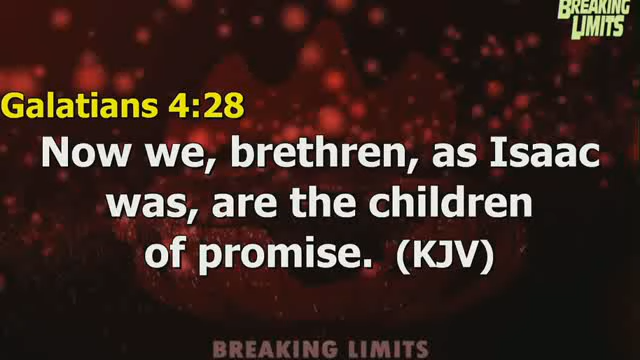 BREAKING
LIMITS
Galatians 4:28
Now we, brethren, as Isaac
was, are the children
of promise. (KJV)
BREAKING LIMITS